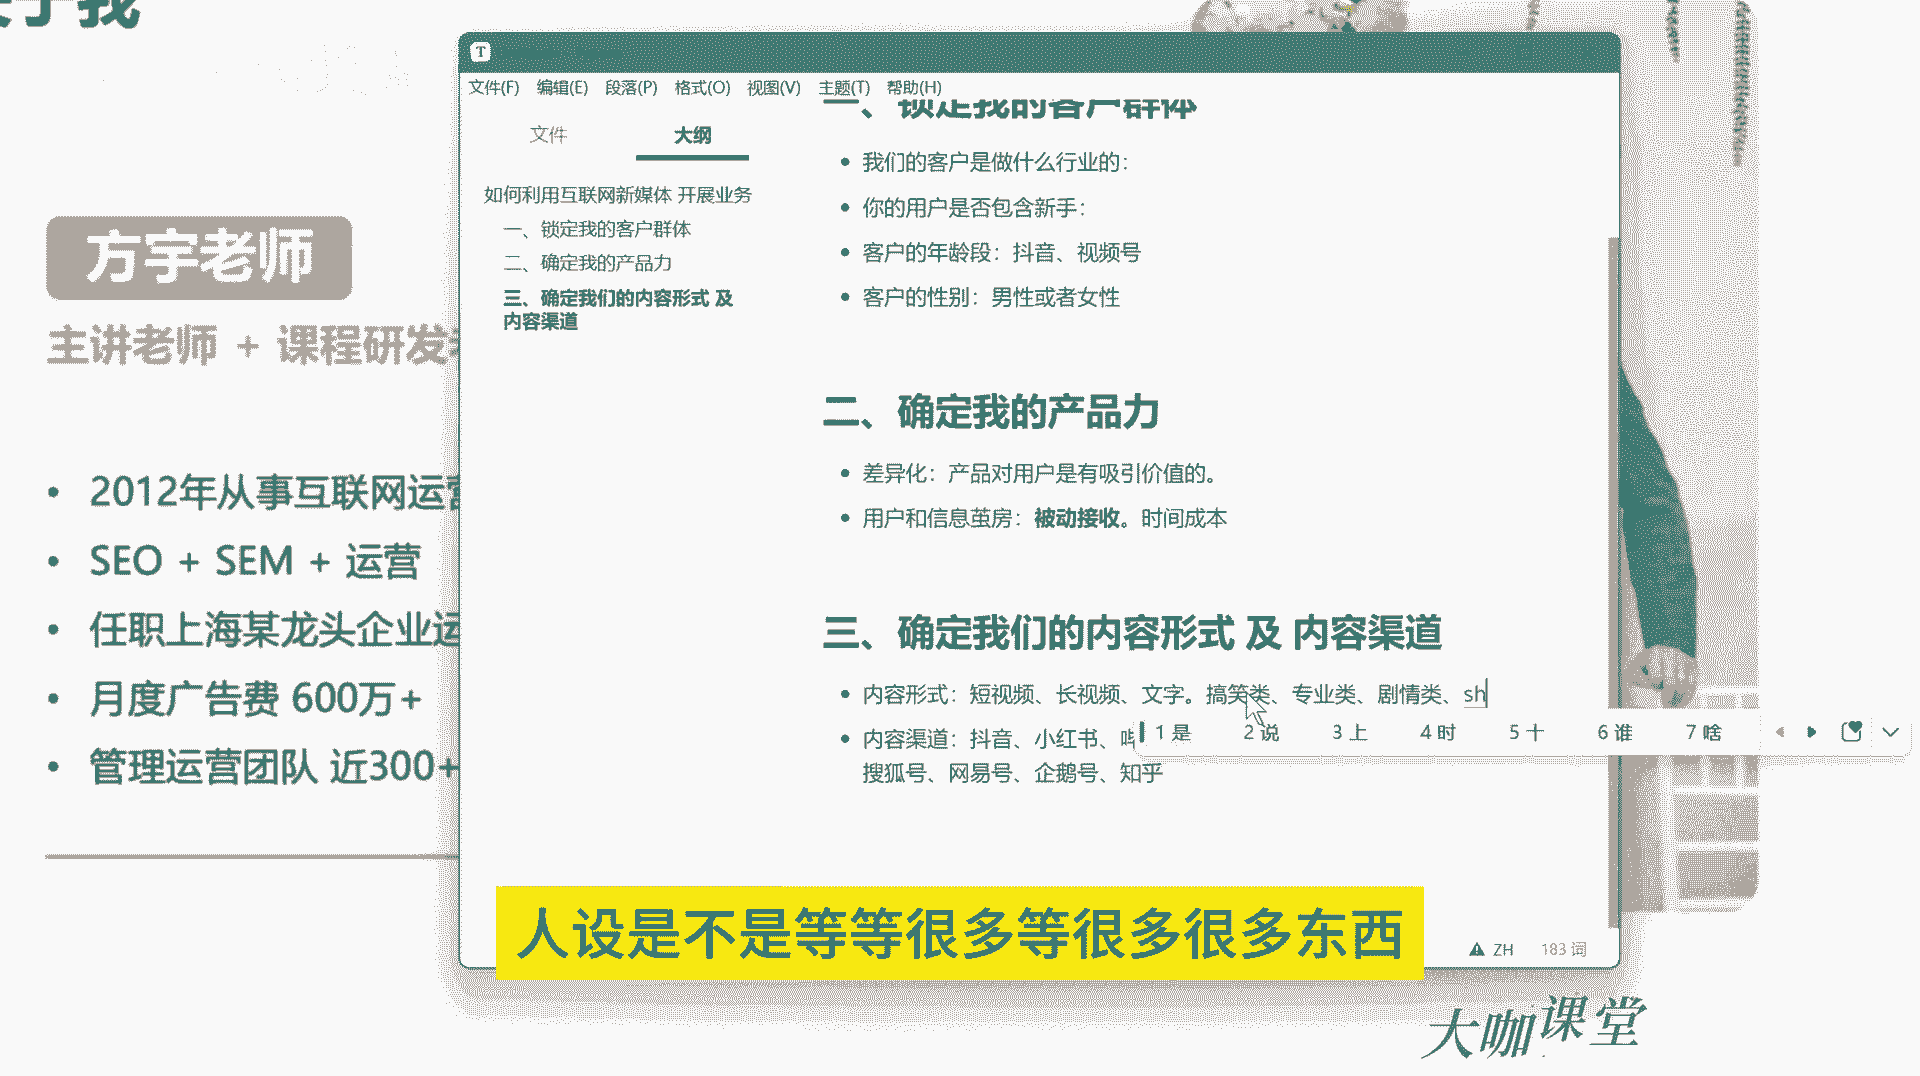 关于我
方宇老师
主讲老师 + 课程研发
2012年从事互联网运营
SEO + SEM + 运营
任职上海某龙头企业运
月度广告费 600万+
管理运营团队 近300+
T
文件(F) 编辑(E) 段落(P) 格式(O) 视图(V) 主题(T) 帮助(H)
文件 大纲
如何利用互联网新媒体 开展业务
一、锁定我的客户群体
二、确定我的产品力
三、确定我们的内容形式 及
内容渠道
一、锁定我的客户群体
我们的客户是做什么行业的：
你的用户是否包含新手：
客户的年龄段：抖音、视频号
客户的性别：男性或者女性
二、确定我的产品力
差异化：产品对用户是有吸引价值的。
用户和信息茧房：被动接收。时间成本
三、确定我们的内容形式 及 内容渠道
内容形式：短视频、长视频、文字。搞笑类、专业类、剧情类、sh
1 是 2 说 3 上 4 时 5 十 6 谁 7 啥
内容渠道：抖音、小红书、
搜狐号、网易号、企鹅号、知乎
人设是不是等等很多等很多很多东西
ZH 183 词
大咖课堂